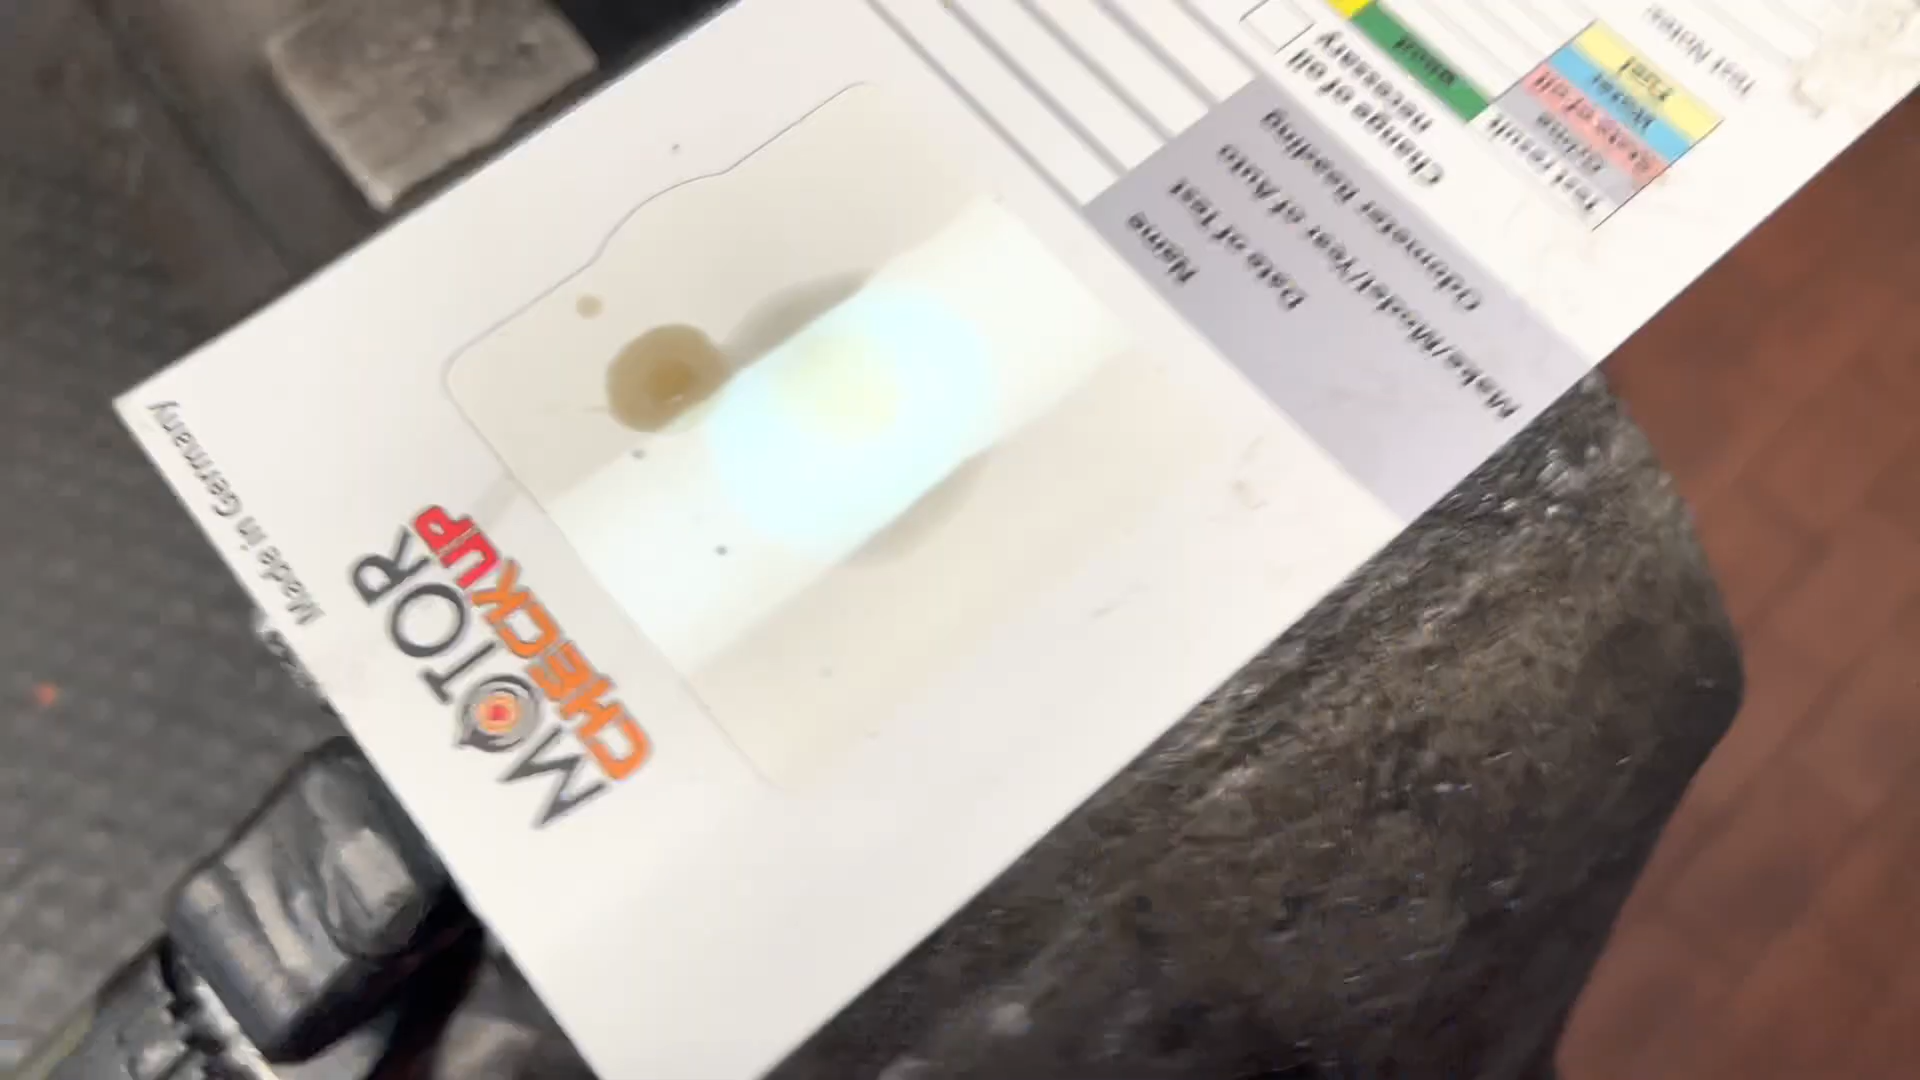 Made in Germany
MOTOR
CHECKUP
Name
Date of Test
Make/Model/Year of Auto
Odometer Reading
Change of oil
necessary
good
Test result
State of oil
Water
Fuel
Test Notes